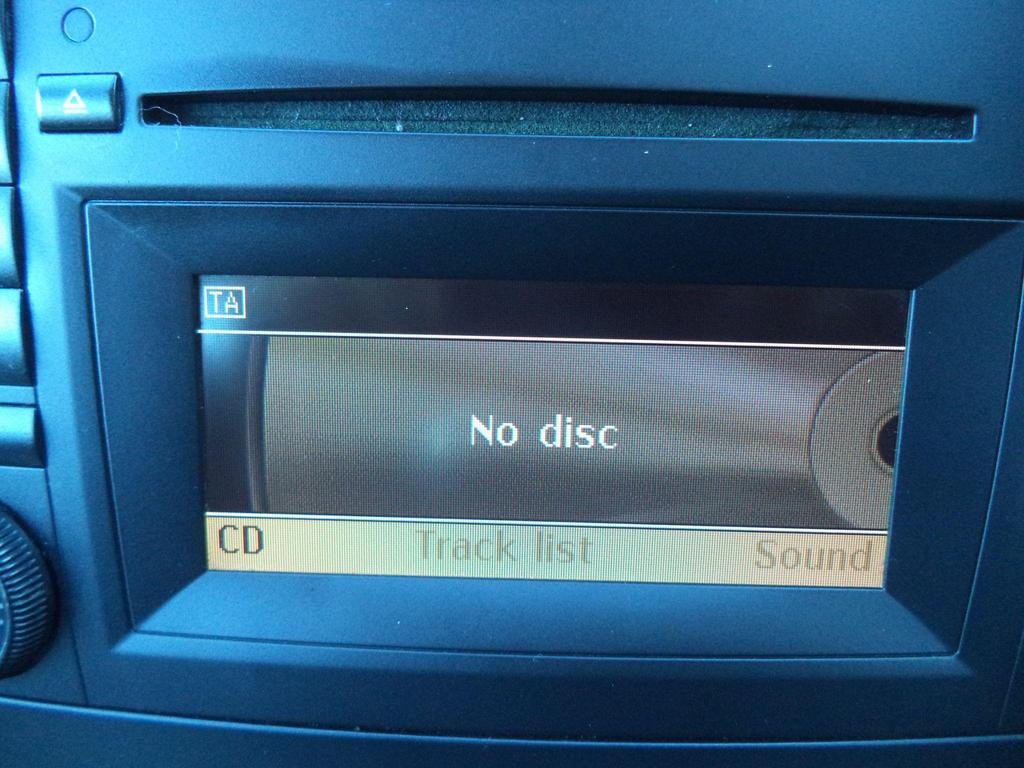 TA
No disc
CD Track list Sound